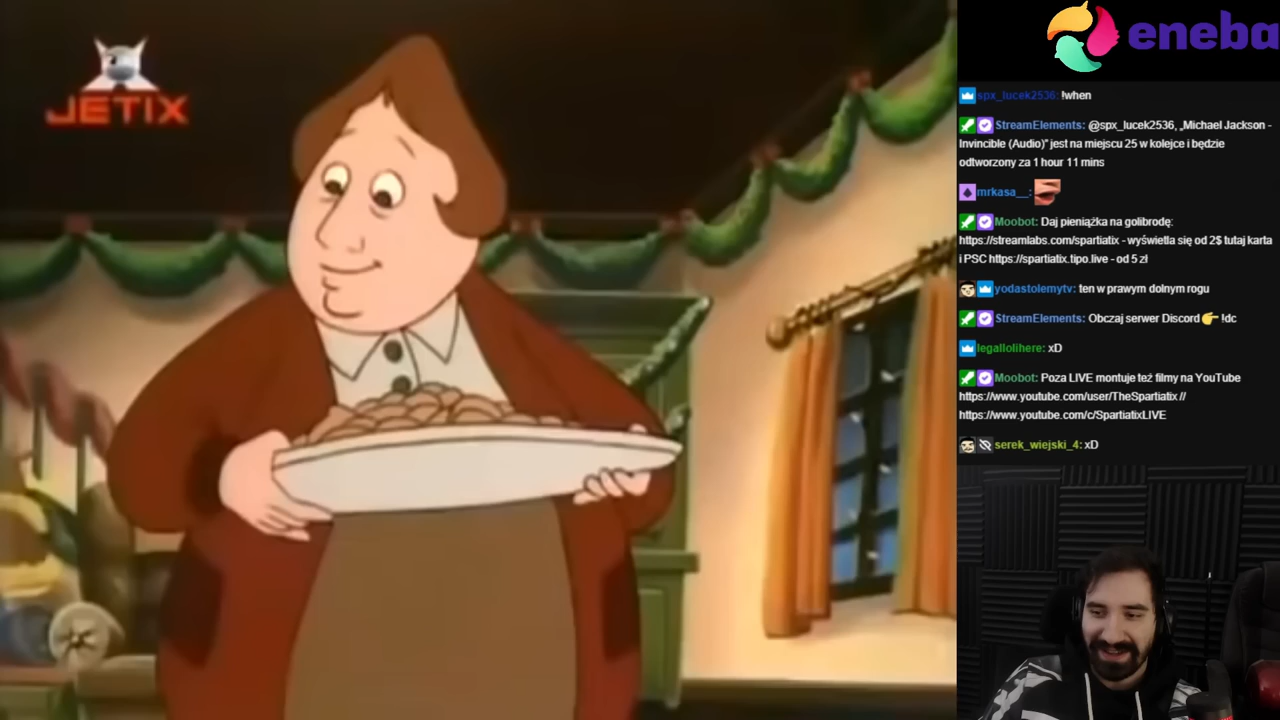 JETIX
eneba
spx_lucek2536: !when
StreamElements: @spx_lucek2536, „Michael Jackson -
Invincible (Audio)” jest na miejscu 25 w kolejce i będzie
odtworzony za 1 hour 11 mins
mrkasa__:
Moobot: Daj pieniążka na golibrodę:
https://streamlabs.com/spartiatix - wyświetla się od 2$ tutaj karta
i PSC https://spartiatix.tipo.live - od 5 zł
yodastolemytv: ten w prawym dolnym rogu
StreamElements: Obczaj serwer Discord 👉 !dc
legallolihere: xD
Moobot: Poza LIVE montuje też filmy na YouTube
https://www.youtube.com/user/TheSpartiatix //
https://www.youtube.com/c/SpartiatixLIVE
serek_wiejski_4: xD